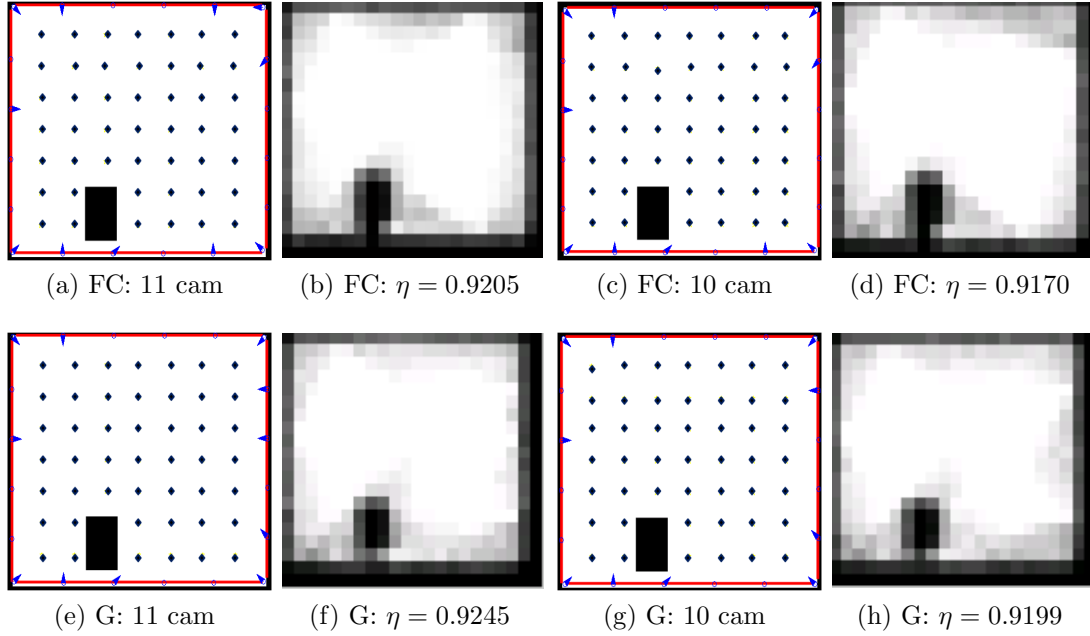 (a) FC: 11 cam (b) FC: η = 0.9205 (c) FC: 10 cam (d) FC: η = 0.9170
(e) G: 11 cam (f) G: η = 0.9245 (g) G: 10 cam (h) G: η = 0.9199